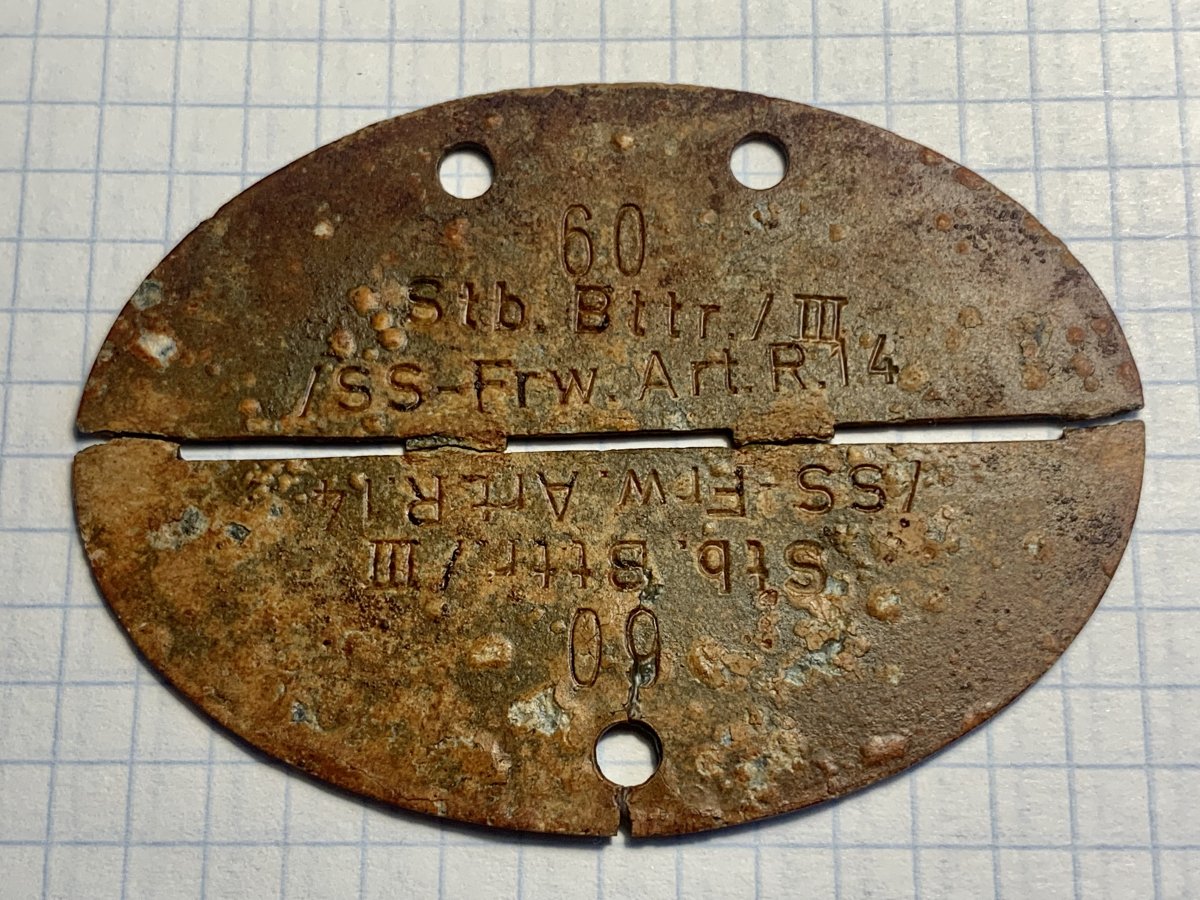 60
Stb. Bttr./III
/SS-Frw. Art.R.14
/SS-Frw. Art.R.14
Stb. Bttr./III
60